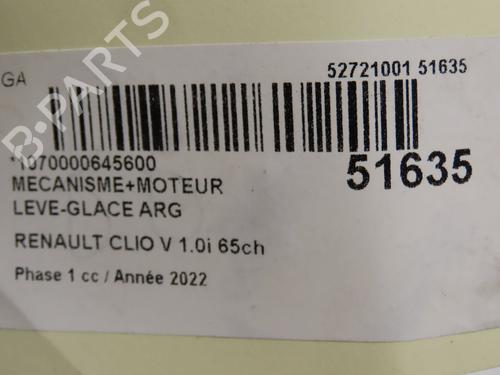 GA
52721001 51635
*1070000645600
51635
MECANISME+MOTEUR
LEVE-GLACE ARG
RENAULT CLIO V 1.0i 65ch
Phase 1 cc / Année 2022
B-PARTS